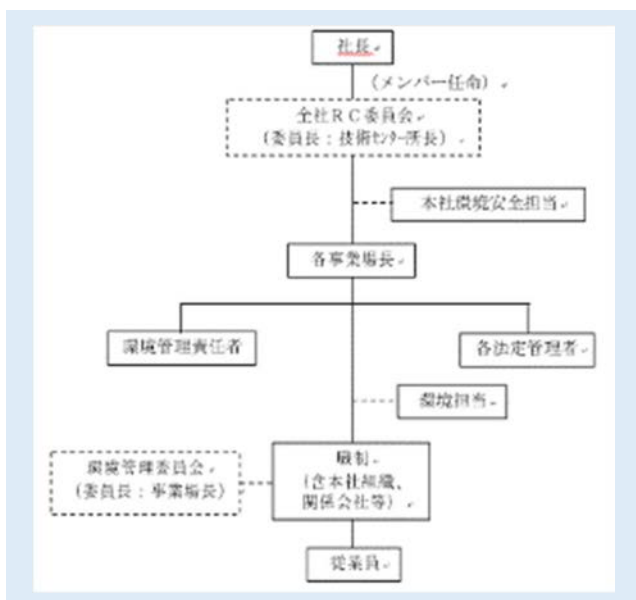 社長
(メンバー任命)
全社RC委員会
(委員長:技術センター所長)
本社環境安全担当
各事業場長
環境管理責任者
各法定管理者
環境担当
環境管理委員会
(委員長:事業場長)
職制
(含本社組織、
関係会社等)
従業員